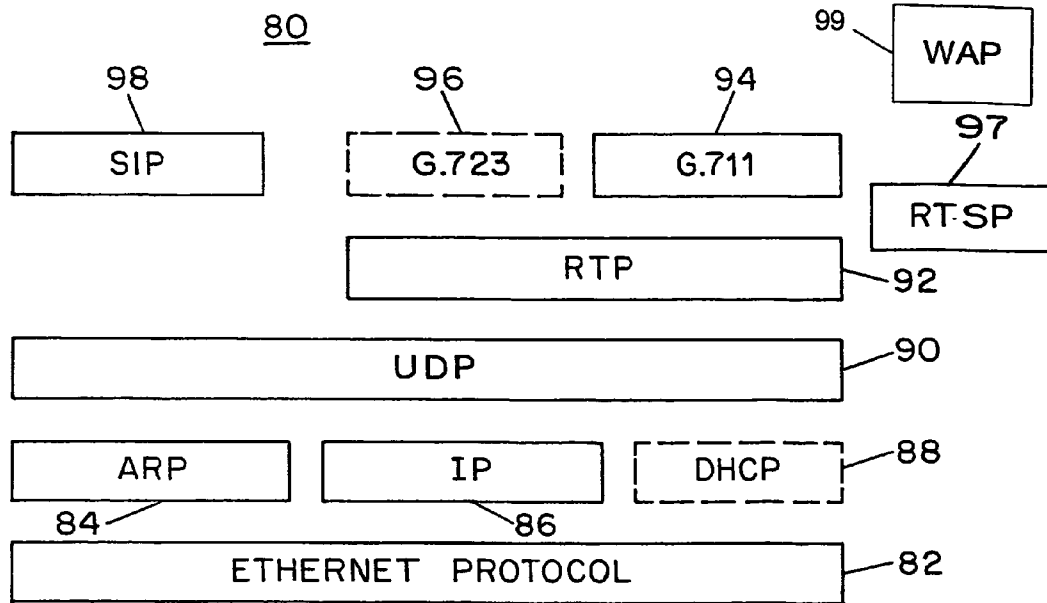 80
99
WAP
98
96
94
97
SIP
G.723
G.711
RT-SP
RTP
92
UDP
90
ARP
IP
DHCP
88
84
86
ETHERNET PROTOCOL
82